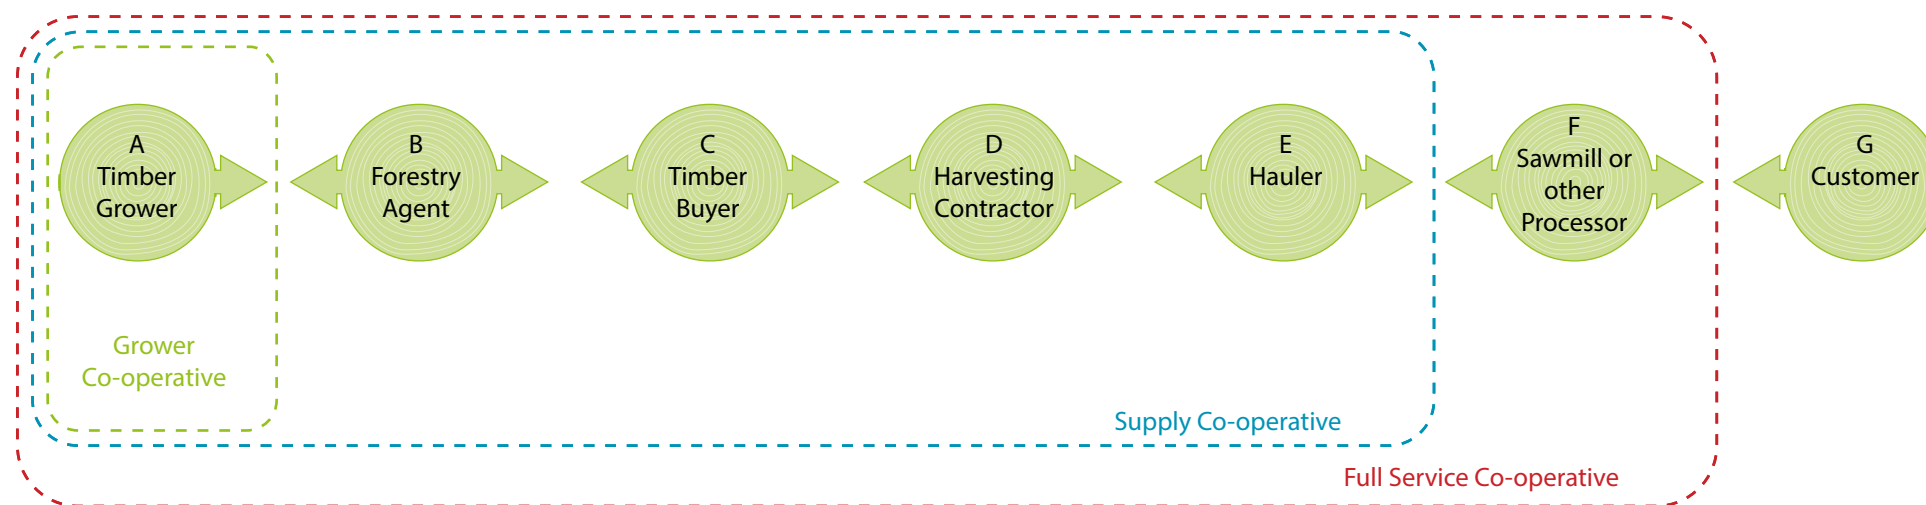 A
Timber
Grower
B
Forestry
Agent
C
Timber
Buyer
D
Harvesting
Contractor
E
Hauler
F
Sawmill or
other
Processor
G
Customer
Grower
Co-operative
Supply Co-operative
Full Service Co-operative